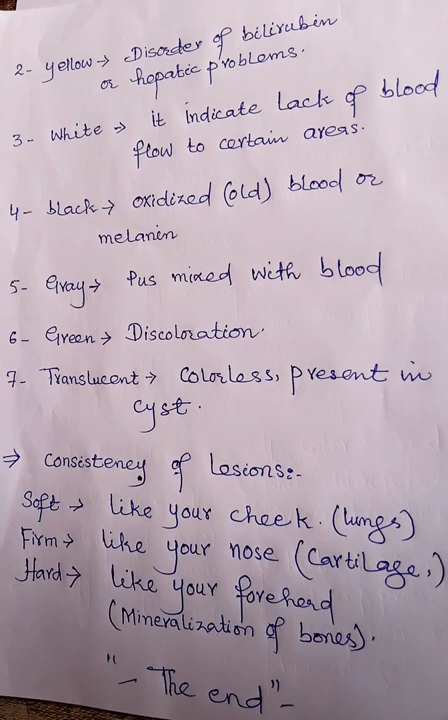 2- yellow → Disorder of bilirubin
or hepatic problems.
3- White → it indicate Lack of blood
flow to certain areas.
4- black → oxidized (old) blood or
melanin
5- Gray → Pus mixed with blood
6- Green → Discoloration.
7- Translucent → Colorless, present in
cyst.
⇒ Consistency of Lesions:-
Soft → like your cheek. (lungs)
Firm → like your nose (Cartilage,)
Hard → like your forehead
(Mineralization of bones).
"- The end"-